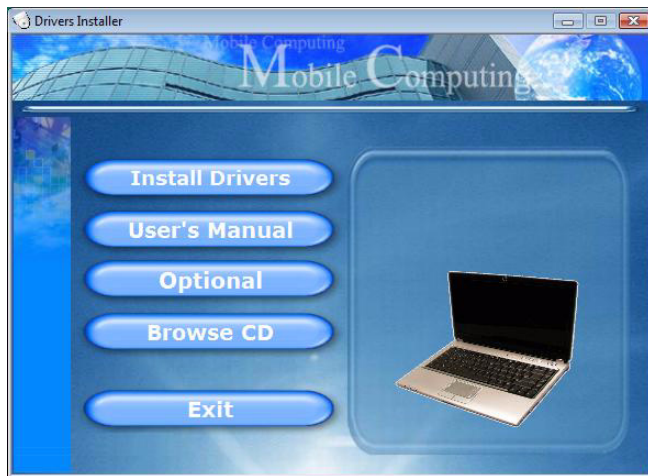 Drivers Installer
Mobile Computing
Mobile Computing
Install Drivers
User's Manual
Optional
Browse CD
Exit